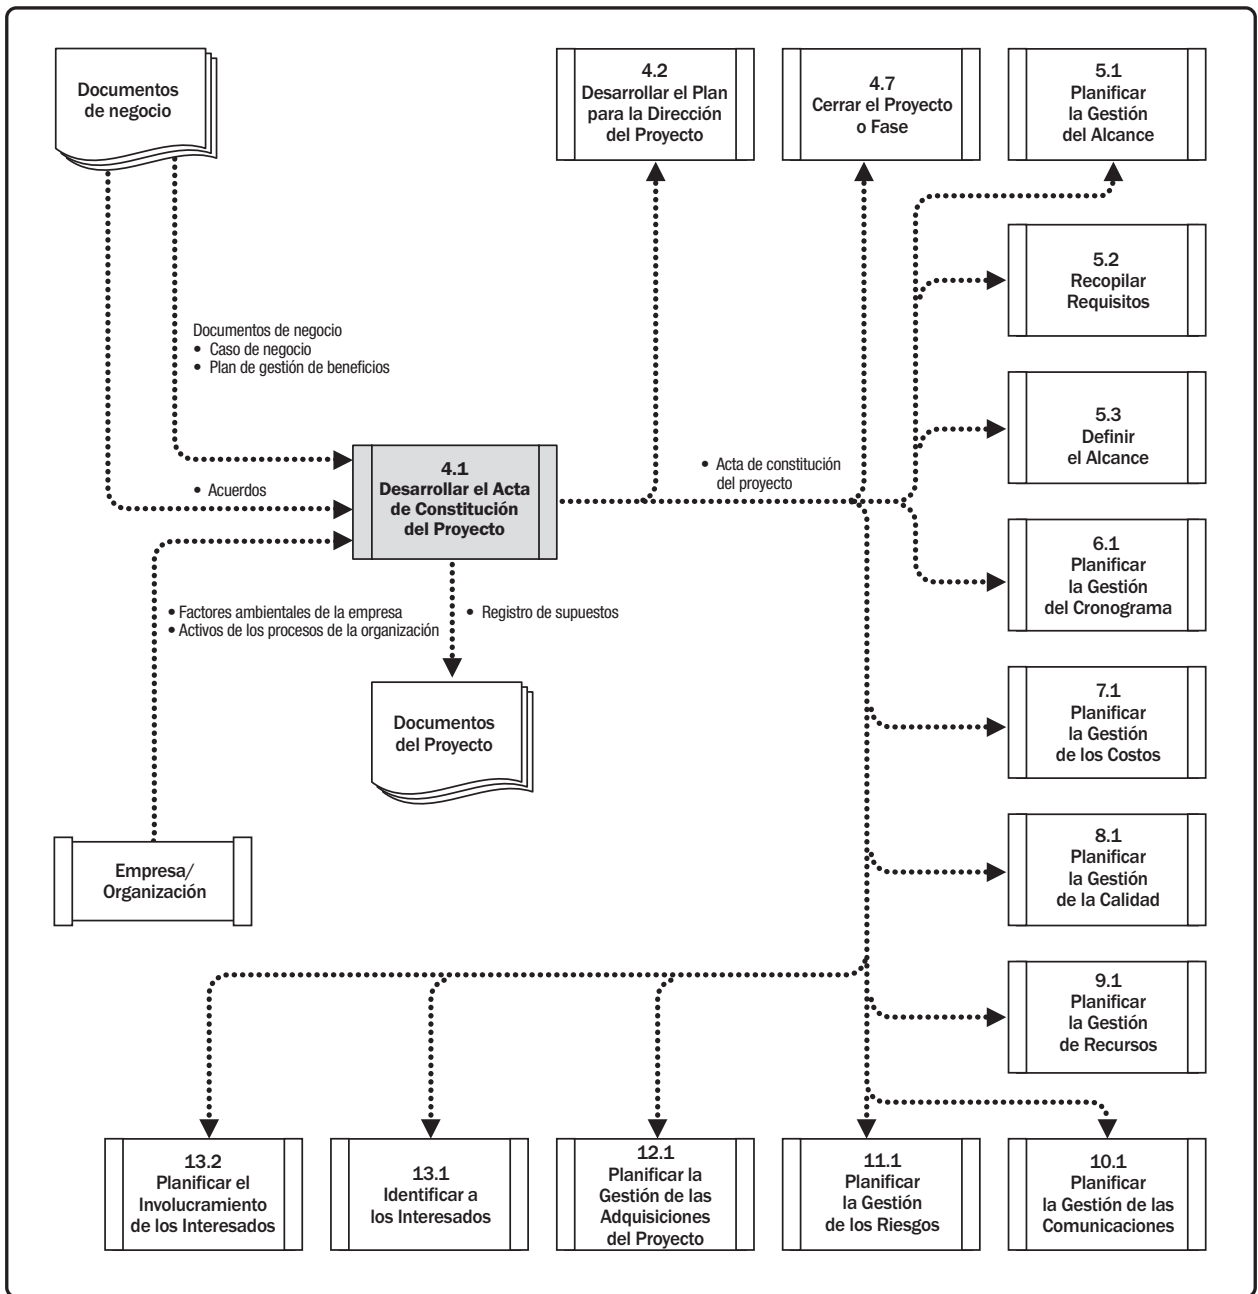 Documentos
de negocio
4.2
Desarrollar el Plan
para la Dirección
del Proyecto
4.7
Cerrar el Proyecto
o Fase
5.1
Planificar
la Gestión
del Alcance
5.2
Recopilar
Requisitos
Documentos de negocio
• Caso de negocio
• Plan de gestión de beneficios
5.3
Definir
el Alcance
4.1
Desarrollar el Acta
de Constitución
del Proyecto
• Acuerdos
• Acta de constitución
del proyecto
6.1
Planificar
la Gestión
del Cronograma
• Factores ambientales de la empresa
• Activos de los procesos de la organización
• Registro de supuestos
Documentos
del Proyecto
7.1
Planificar
la Gestión
de los Costos
8.1
Planificar
la Gestión
de la Calidad
Empresa/
Organización
9.1
Planificar
la Gestión
de Recursos
13.2
Planificar el
Involucramiento
de los Interesados
13.1
Identificar a
los Interesados
12.1
Planificar la
Gestión de las
Adquisiciones
del Proyecto
11.1
Planificar
la Gestión
de los Riesgos
10.1
Planificar
la Gestión de las
Comunicaciones